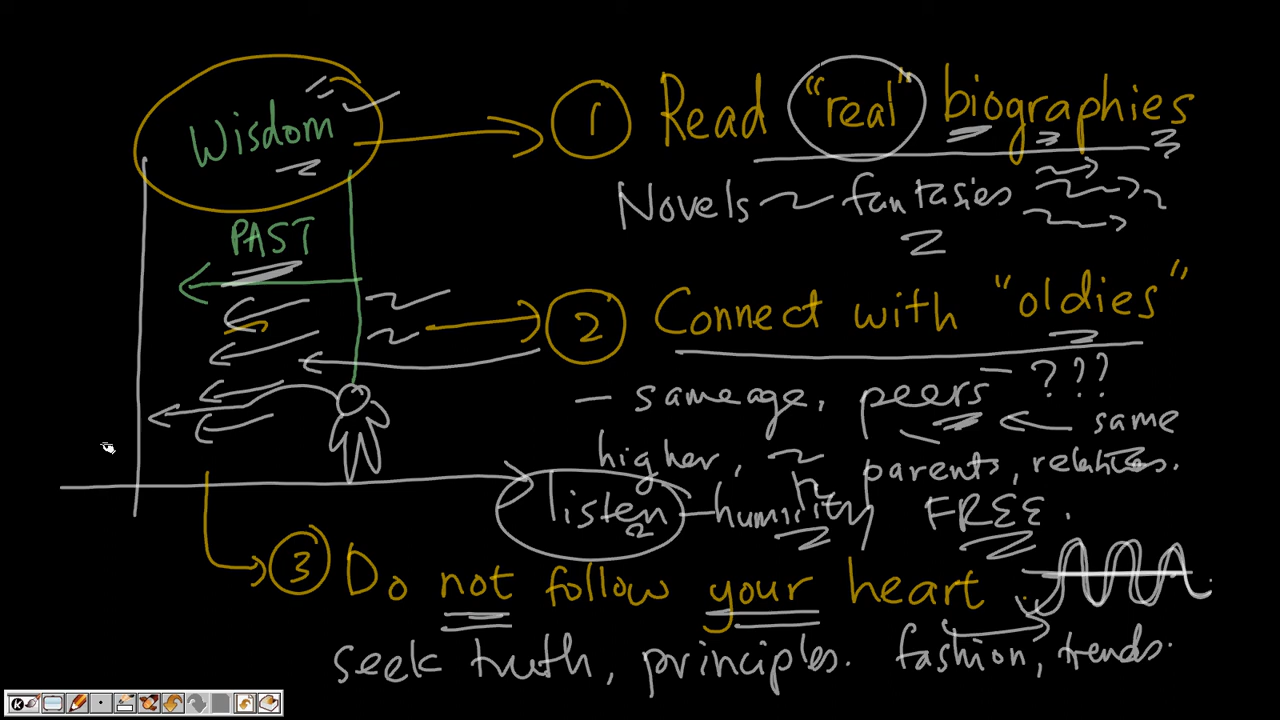 Wisdom
PAST
1 Read "real" biographies
Novels ~ fantasies
2 Connect with "oldies"
— same age, peers — ???
same
higher, parents, relatives.
listen — humility FREE.
3 Do not follow your heart
seek truth, principles. fashion, trends.